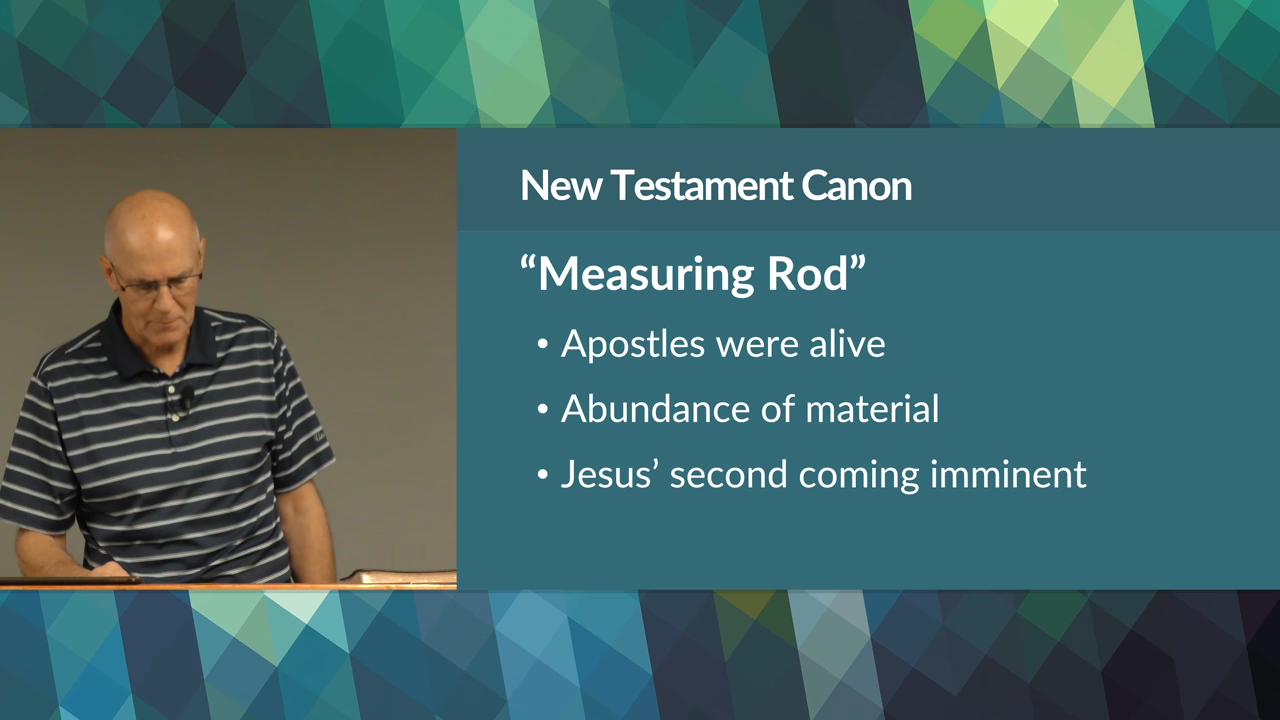 New Testament Canon
“Measuring Rod”
• Apostles were alive
• Abundance of material
• Jesus’ second coming imminent